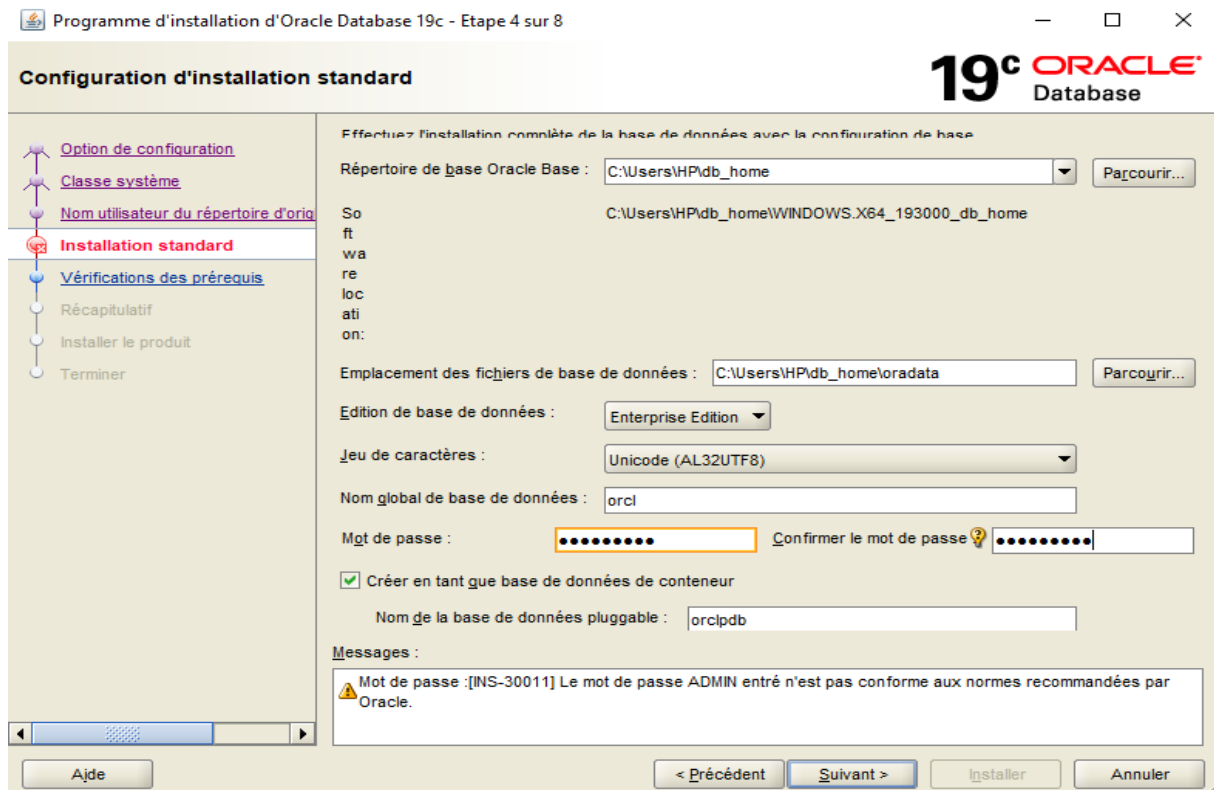 Programme d'installation d'Oracle Database 19c - Etape 4 sur 8
Configuration d'installation standard
19c ORACLE
Database
Option de configuration
Classe système
Nom utilisateur du répertoire d'orig
Installation standard
Vérifications des prérequis
Récapitulatif
Installer le produit
Terminer
Effectuez l'installation complète de la base de données avec la configuration de base
Répertoire de base Oracle Base : C:\Users\HP\db_home Parcourir...
So
ft
wa
re
loc
ati
on:
C:\Users\HP\db_home\WINDOWS.X64_193000_db_home
Emplacement des fichiers de base de données : C:\Users\HP\db_home\oradata Parcourir...
Edition de base de données : Enterprise Edition
Jeu de caractères : Unicode (AL32UTF8)
Nom global de base de données : orcl
Mot de passe : ●●●●●●●●● Confirmer le mot de passe ●●●●●●●●●
Créer en tant que base de données de conteneur
Nom de la base de données pluggable : orclpdb
Messages :
Mot de passe :[INS-30011] Le mot de passe ADMIN entré n'est pas conforme aux normes recommandées par
Oracle.
Aide < Précédent Suivant > Installer Annuler